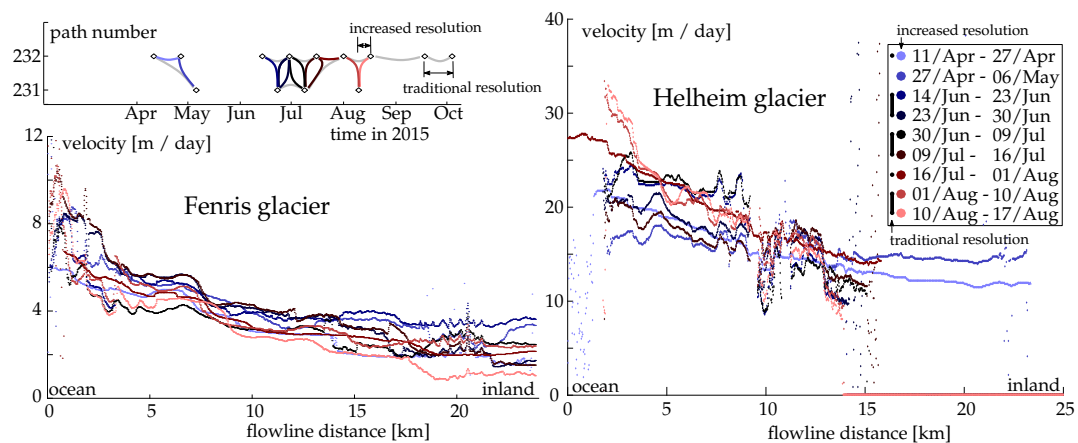 path number
232
231
increased resolution
traditional resolution
Apr May Jun Jul Aug Sep Oct
time in 2015
velocity [m / day]
12
8
4
0
Fenris glacier
ocean
inland
0 5 10 15 20
flowline distance [km]
velocity [m / day]
40
30
20
10
0
Helheim glacier
increased resolution
11/Apr - 27/Apr
27/Apr - 06/May
14/Jun - 23/Jun
23/Jun - 30/Jun
30/Jun - 09/Jul
09/Jul - 16/Jul
16/Jul - 01/Aug
01/Aug - 10/Aug
10/Aug - 17/Aug
traditional resolution
ocean
inland
0 5 10 15 20 25
flowline distance [km]